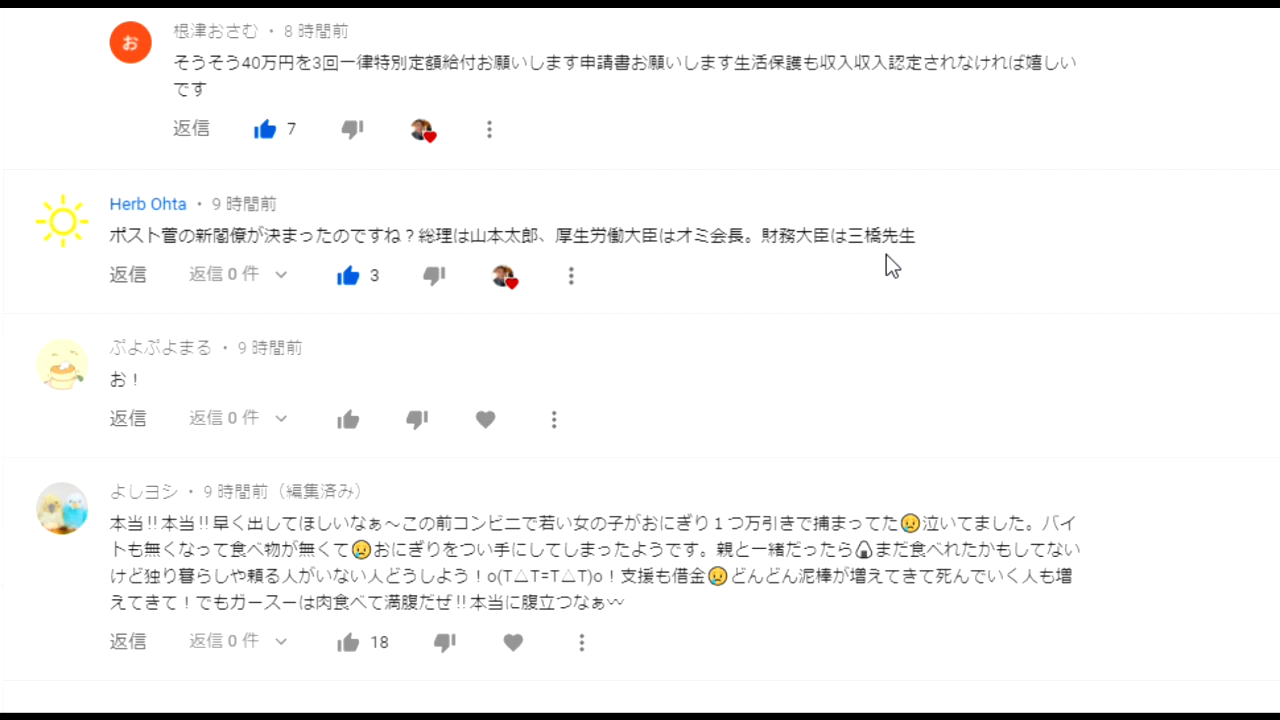 お
根津おさむ ・ 8 時間前
そうそう40万円を3回一律特別定額給付お願いします申請書お願いします生活保護も収入収入認定されなければ嬉しい
です
返信 7
Herb Ohta ・ 9 時間前
ポスト菅の新閣僚が決まったのですね？総理は山本太郎、厚生労働大臣はオミ会長。財務大臣は三橋先生
返信 返信 0 件 3
ぷよぷよまる ・ 9 時間前
お！
返信 返信 0 件
よしヨシ ・ 9 時間前（編集済み）
本当‼本当‼早く出してほしいなぁ〜この前コンビニで若い女の子がおにぎり１つ万引きで捕まってた😢泣いてました。バイ
トも無くなって食べ物が無くて😢おにぎりをつい手にしてしまったようです。親と一緒だったら🍙まだ食べれたかもしてない
けど独り暮らしや頼る人がいない人どうしよう！o(T△T=T△T)o！支援も借金😢どんどん泥棒が増えてきて死んでいく人も増
えてきて！でもガースーは肉食べて満腹だぜ‼本当に腹立つなぁ〰
返信 返信 0 件 18